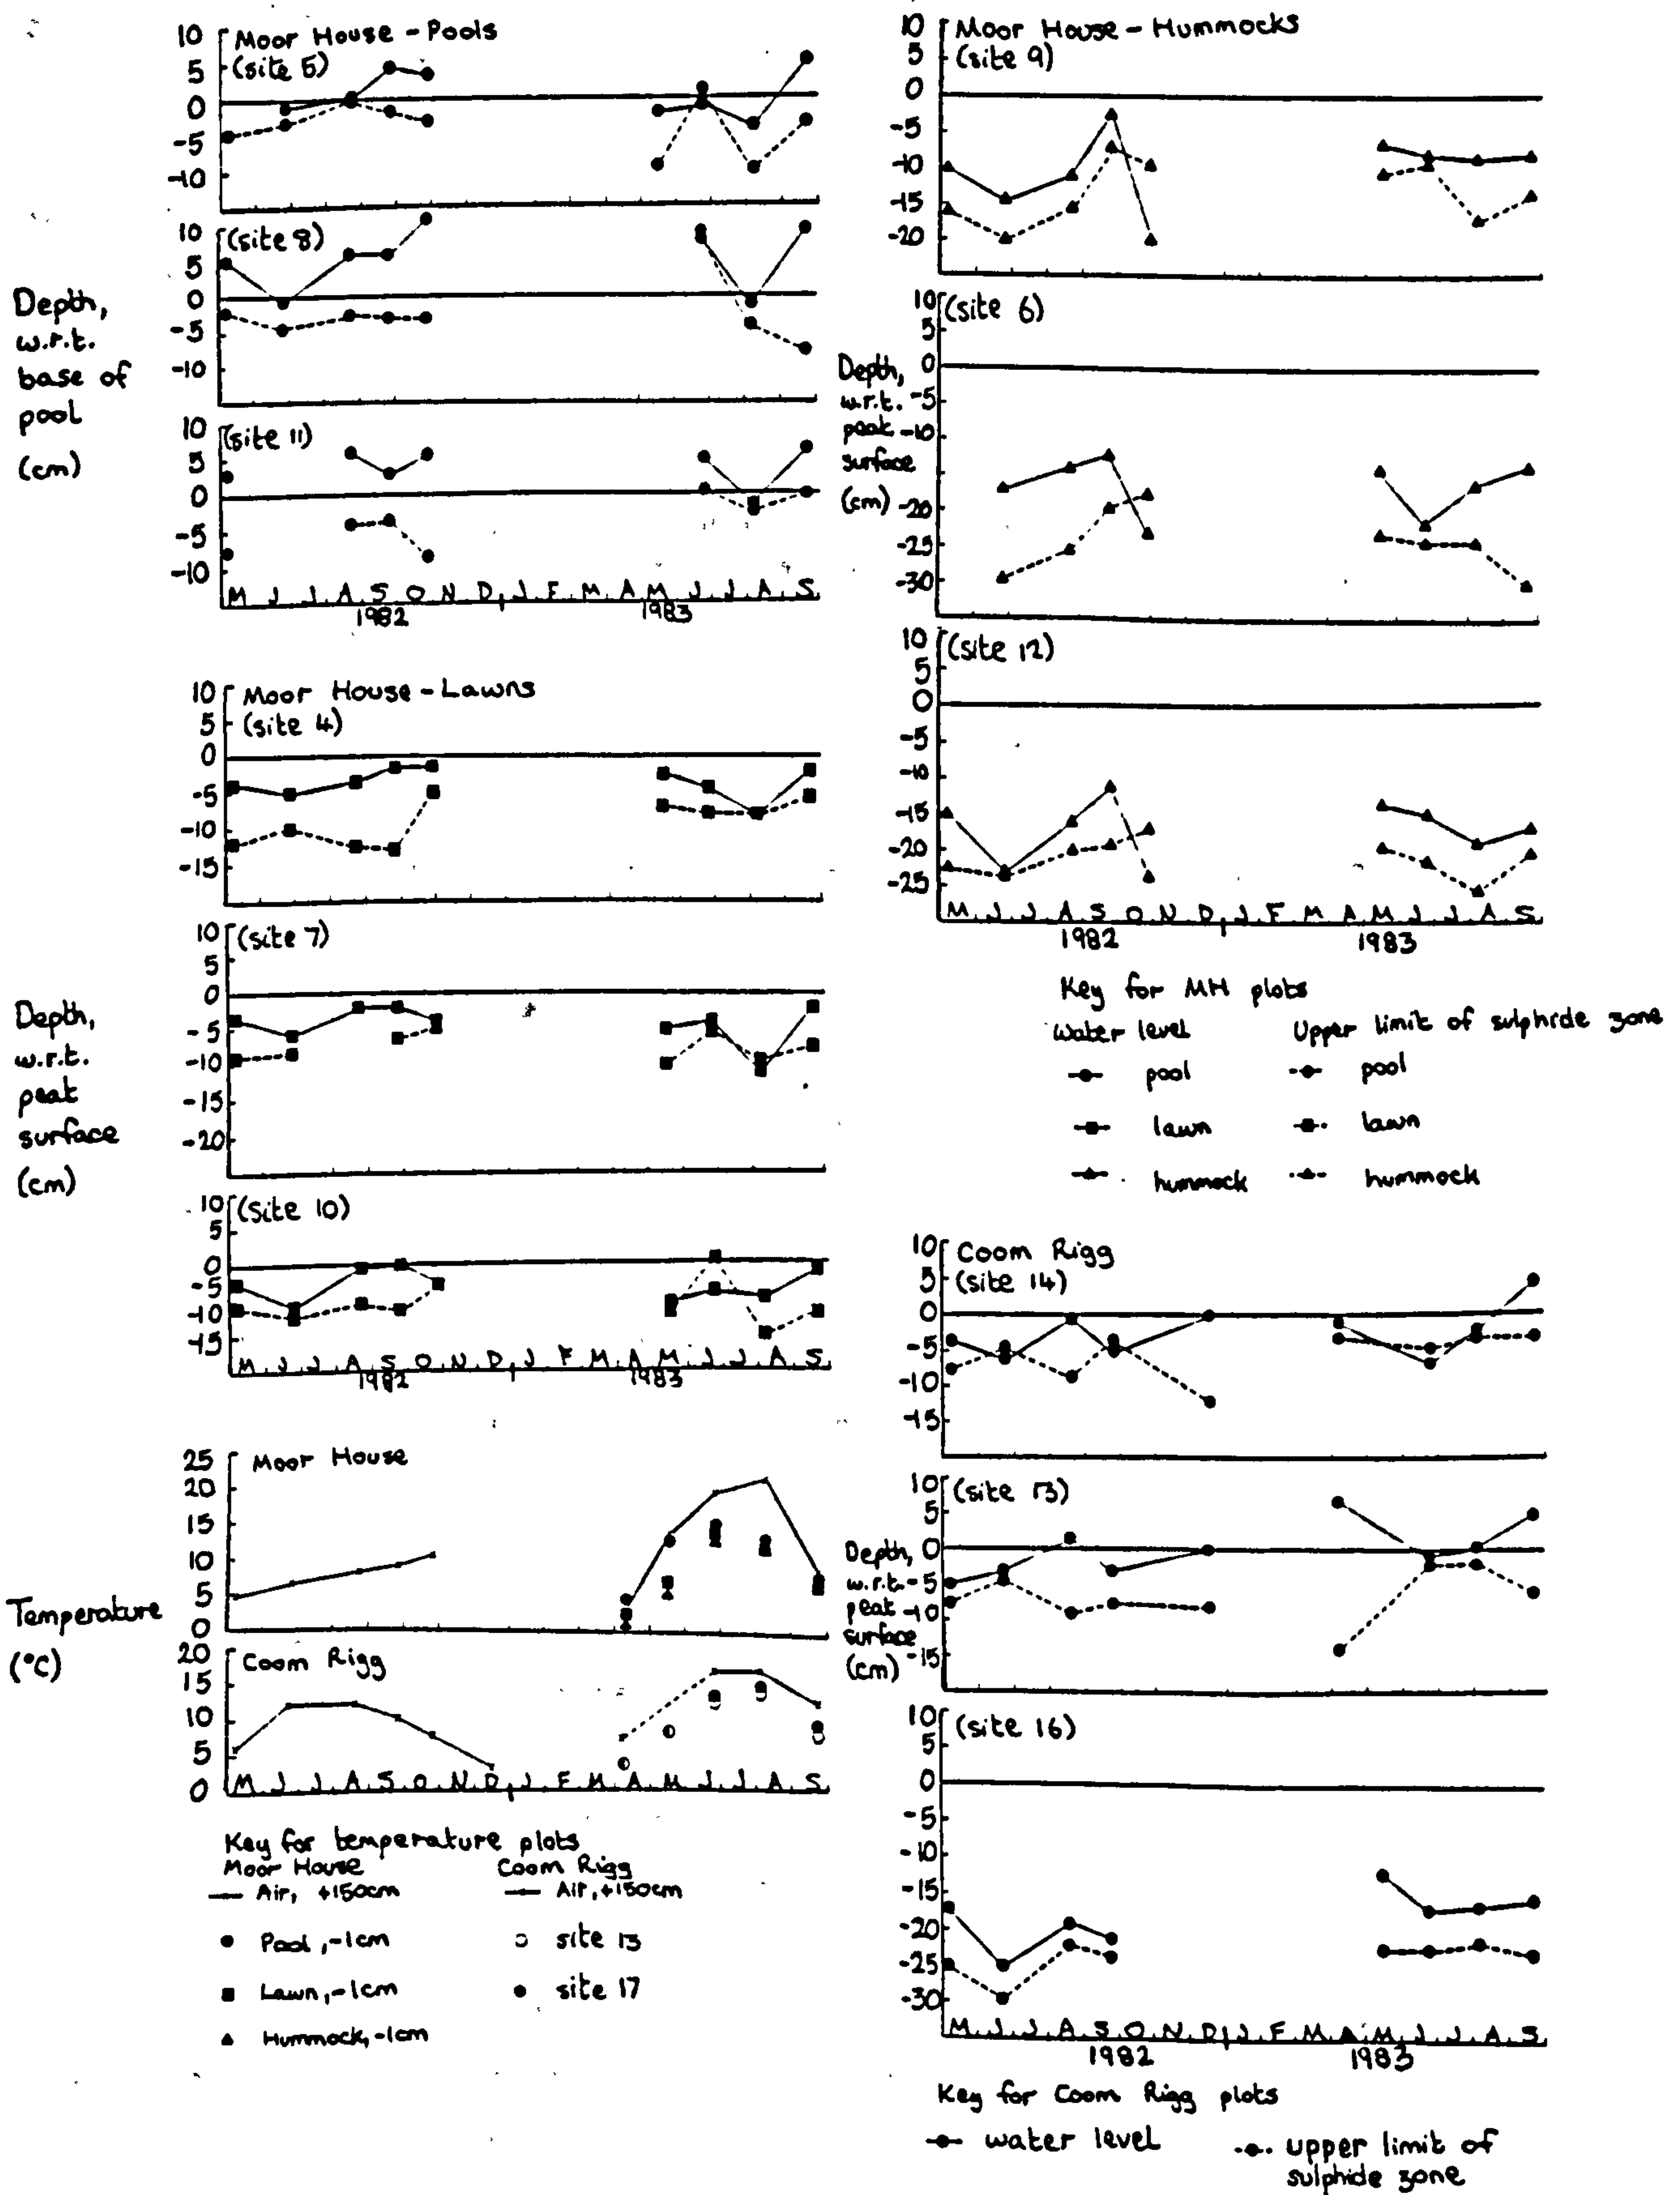 Moor House - Pools
(site 5)
10
5
0
-5
-10
(site 8)
10
5
0
-5
-10
Depth,
w.r.t.
base of
pool
(cm)
(site 11)
10
5
0
-5
-10
M J J A S O N D J F M A M J J A S
1982 1983
Moor House - Lawns
(site 4)
10
5
0
-5
-10
-15
(site 7)
10
5
0
-5
-10
-15
-20
Depth,
w.r.t.
peat
surface
(cm)
(site 10)
10
5
0
-5
-10
-15
M J J A S O N D J F M A M J J A S
1982 1983
Moor House
25
20
15
10
5
0
Temperature
(°C)
Coom Rigg
20
15
10
5
0
M J J A S O N D J F M A M J J A S
Key for temperature plots
Moor House Coom Rigg
Air, +150cm Air, +150cm
Pool, -1cm site 13
Lawn, -1cm site 17
Hummock, -1cm
Moor House - Hummocks
(site 9)
10
5
0
-5
-10
-15
-20
(site 6)
10
5
0
-5
-10
-20
-25
-30
Depth,
w.r.t.
peat
surface
(cm)
(site 12)
10
5
0
-5
-10
-15
-20
-25
M J J A S O N D J F M A M J J A S
1982 1983
Key for MH plots
Water level Upper limit of sulphide zone
pool pool
lawn lawn
hummock hummock
Coom Rigg
(site 14)
10
5
0
-5
-10
-15
(site 13)
10
5
0
-5
-10
-15
Depth,
w.r.t.
peat
surface
(cm)
(site 16)
10
5
0
-5
-10
-15
-20
-25
-30
M J J A S O N D J F M A M J J A S
1982 1983
Key for Coom Rigg plots
water level upper limit of
sulphide zone